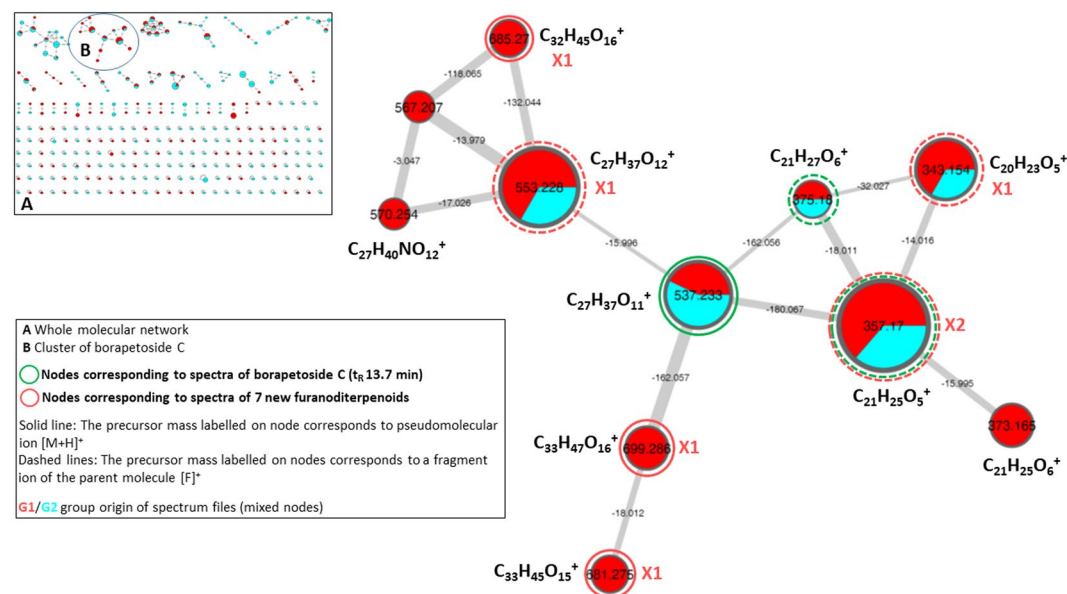 B
A
685.27
C32H45O16+
X1
-118.065
-132.044
567.207
-13.979
-3.047
C27H37O12+
553.228
X1
-17.026
570.254
C27H40NO12+
-15.996
C21H27O6+
375.18
-32.027
343.154
C20H23O5+
X1
-162.056
-18.011
-14.016
C27H37O11+
537.233
-180.067
357.17
X2
C21H25O5+
-15.995
373.165
C21H25O6+
-162.057
C33H47O16+
699.286
X1
-18.012
C33H45O15+
681.275
X1
A Whole molecular network
B Cluster of borapetoside C
Nodes corresponding to spectra of borapetoside C (tR 13.7 min)
Nodes corresponding to spectra of 7 new furanoditerpenoids
Solid line: The precursor mass labelled on node corresponds to pseudomolecular
ion [M+H]+
Dashed lines: The precursor mass labelled on nodes corresponds to a fragment
ion of the parent molecule [F]+
G1/G2 group origin of spectrum files (mixed nodes)